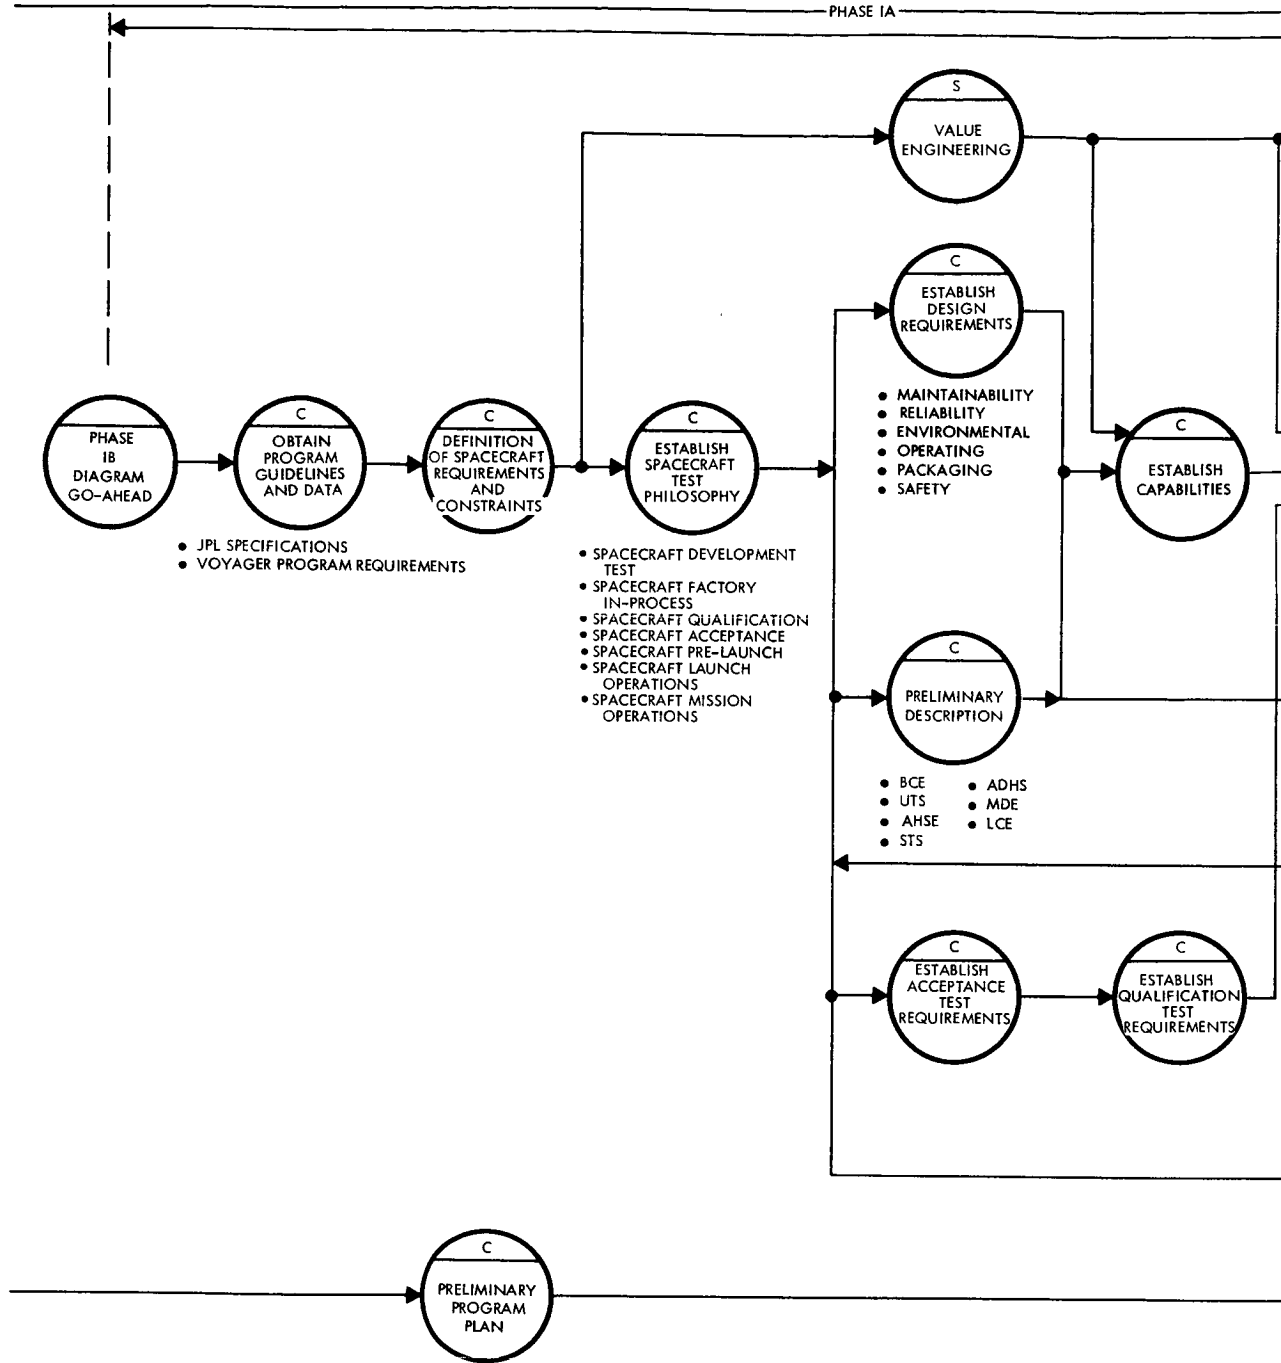 PHASE IA
S
VALUE
ENGINEERING
C
ESTABLISH
DESIGN
REQUIREMENTS
• MAINTAINABILITY
• RELIABILITY
• ENVIRONMENTAL
• OPERATING
• PACKAGING
• SAFETY
PHASE
IB
DIAGRAM
GO-AHEAD
C
OBTAIN
PROGRAM
GUIDELINES
AND DATA
• JPL SPECIFICATIONS
• VOYAGER PROGRAM REQUIREMENTS
C
DEFINITION
OF SPACECRAFT
REQUIREMENTS
AND
CONSTRAINTS
C
ESTABLISH
SPACECRAFT
TEST
PHILOSOPHY
• SPACECRAFT DEVELOPMENT
TEST
• SPACECRAFT FACTORY
IN-PROCESS
• SPACECRAFT QUALIFICATION
• SPACECRAFT ACCEPTANCE
• SPACECRAFT PRE-LAUNCH
• SPACECRAFT LAUNCH
OPERATIONS
• SPACECRAFT MISSION
OPERATIONS
C
ESTABLISH
CAPABILITIES
C
PRELIMINARY
DESCRIPTION
• BCE
• UTS
• AHSE
• STS
• ADHS
• MDE
• LCE
C
ESTABLISH
ACCEPTANCE
TEST
REQUIREMENTS
C
ESTABLISH
QUALIFICATION
TEST
REQUIREMENTS
C
PRELIMINARY
PROGRAM
PLAN